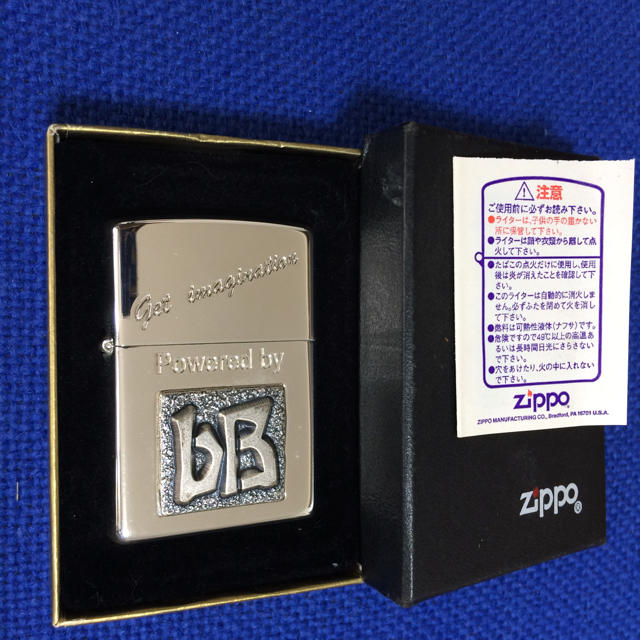 Get imagination
Powered by
bB
注意
ご使用前に必ずお読み下さい。
●ライターは、子供の手の届かない
所に保管して下さい。
●ライターは顔や衣類から離して点
火して下さい。
●たばこの点火だけに使用し、使用
後は炎が消えたことを確認して下
さい。
●このライターは自動的に消火しま
せん。必ずふたを閉めて火を消し
て下さい。
●燃料は可燃性液体(ナフサ)です。
●危険ですので49℃以上の高温あ
るいは長時間日光にさらさない
で下さい。
●穴をあけたり、火の中に入れない
で下さい。
zippo
ZIPPO MANUFACTURING CO., Bradford, PA 16701 U.S.A.
zippo®